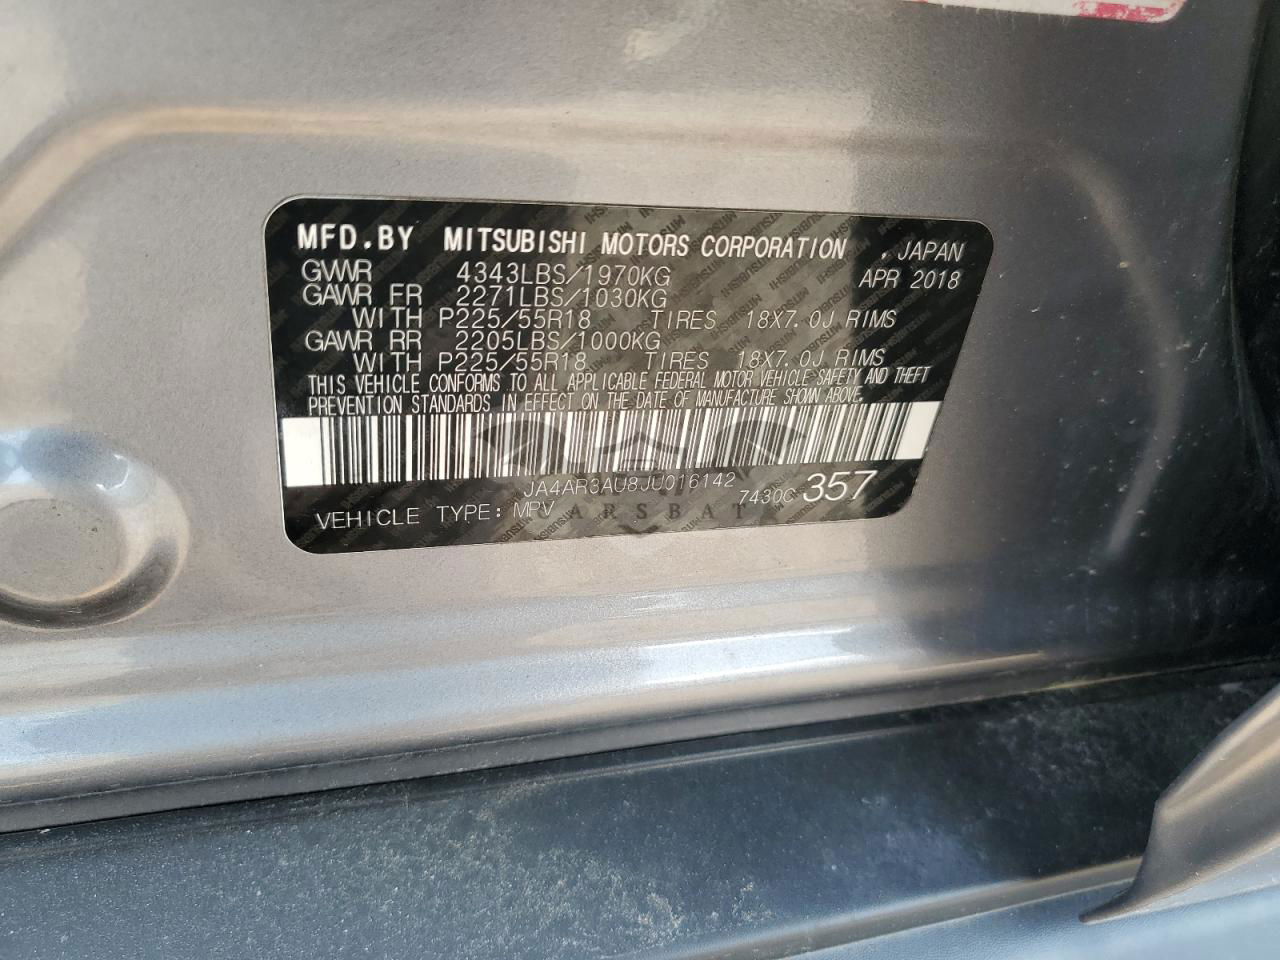 MFD.BY MITSUBISHI MOTORS CORPORATION, JAPAN
GVWR 4343LBS/1970KG APR 2018
GAWR FR 2271LBS/1030KG
WITH P225/55R18 TIRES 18X7.0J RIMS
GAWR RR 2205LBS/1000KG
WITH P225/55R18 TIRES 18X7.0J RIMS
THIS VEHICLE CONFORMS TO ALL APPLICABLE FEDERAL MOTOR VEHICLE SAFETY AND THEFT
PREVENTION STANDARDS IN EFFECT ON THE DATE OF MANUFACTURE SHOWN ABOVE.
JA4AR3AU8JU016142
VEHICLE TYPE: MPV 7430C 357